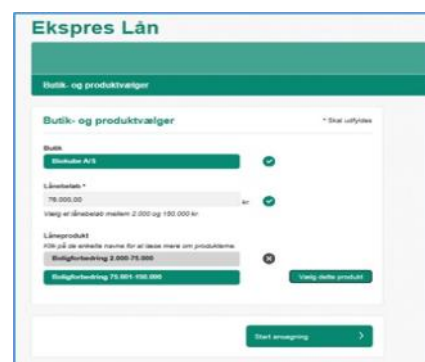 Ekspres Lån
Butik- og produktvælger
Butik- og produktvælger * Skal udfyldes
Butik
Biokube A/S
Lånebeløb *
76.000,00 kr
Vælg et lånebeløb mellem 2.000 og 150.000 kr
Låneprodukt
Klik på de enkelte navne for at læse mere om produkterne.
Boligforbedring 2.000-75.000
Boligforbedring 75.001-150.000 Vælg dette produkt
Start ansøgning